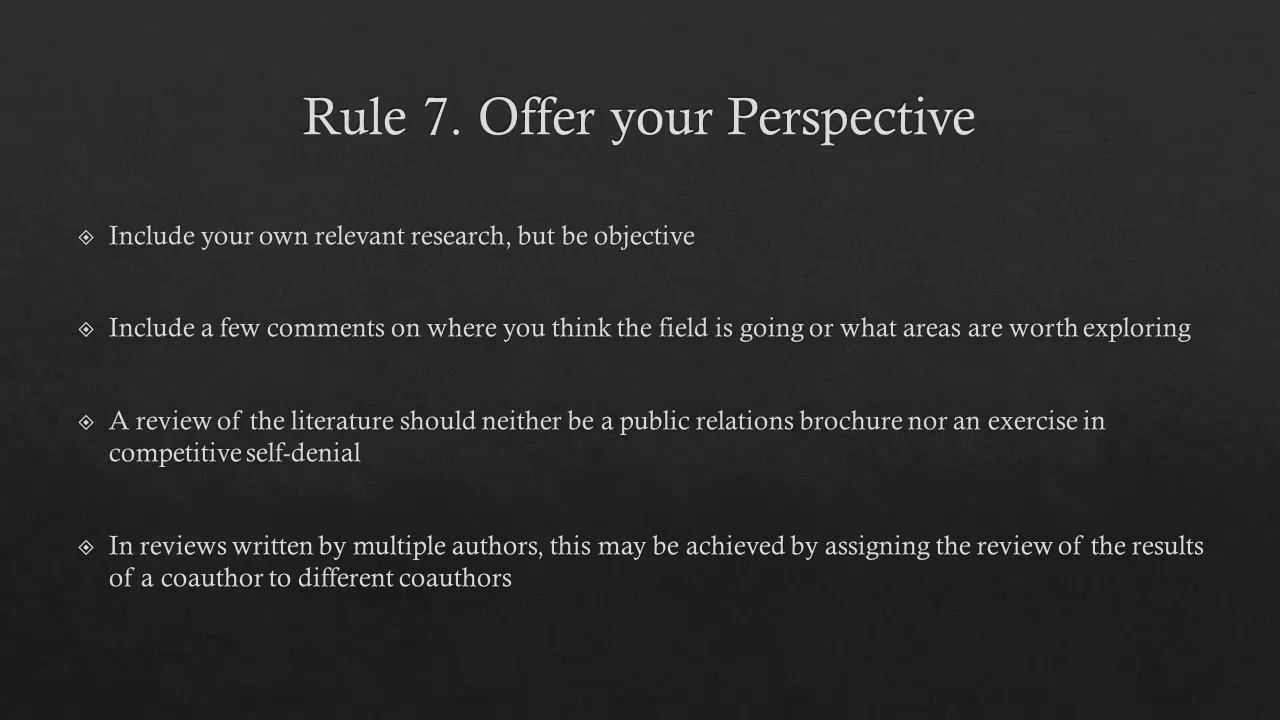 Rule 7. Offer your Perspective
Include your own relevant research, but be objective
Include a few comments on where you think the field is going or what areas are worth exploring
A review of the literature should neither be a public relations brochure nor an exercise in
competitive self-denial
In reviews written by multiple authors, this may be achieved by assigning the review of the results
of a coauthor to different coauthors